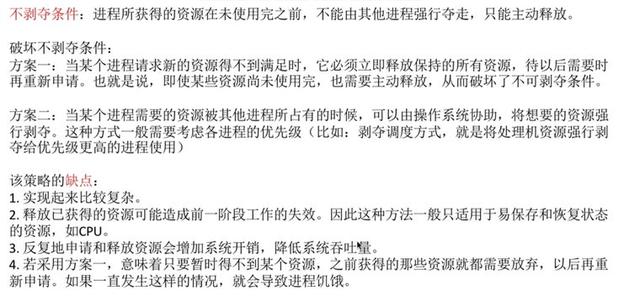 不剥夺条件：进程所获得的资源在未使用完之前，不能由其他进程强行夺走，只能主动释放。
破坏不剥夺条件：
方案一：当某个进程请求新的资源得不到满足时，它必须立即释放保持的所有资源，待以后需要时
再重新申请。也就是说，即使某些资源尚未使用完，也需要主动释放，从而破坏了不可剥夺条件。
方案二：当某个进程需要的资源被其他进程所占有的时候，可以由操作系统协助，将想要的资源强
行剥夺。这种方式一般需要考虑各进程的优先级（比如：剥夺调度方式，就是将处理机资源强行剥
夺给优先级更高的进程使用）
该策略的缺点：
1. 实现起来比较复杂。
2. 释放已获得的资源可能造成前一阶段工作的失效。因此这种方法一般只适用于易保存和恢复状态
的资源，如CPU。
3. 反复地申请和释放资源会增加系统开销，降低系统吞吐量。
4. 若采用方案一，意味着只要暂时得不到某个资源，之前获得的那些资源就都需要放弃，以后再重
新申请。如果一直发生这样的情况，就会导致进程饥饿。